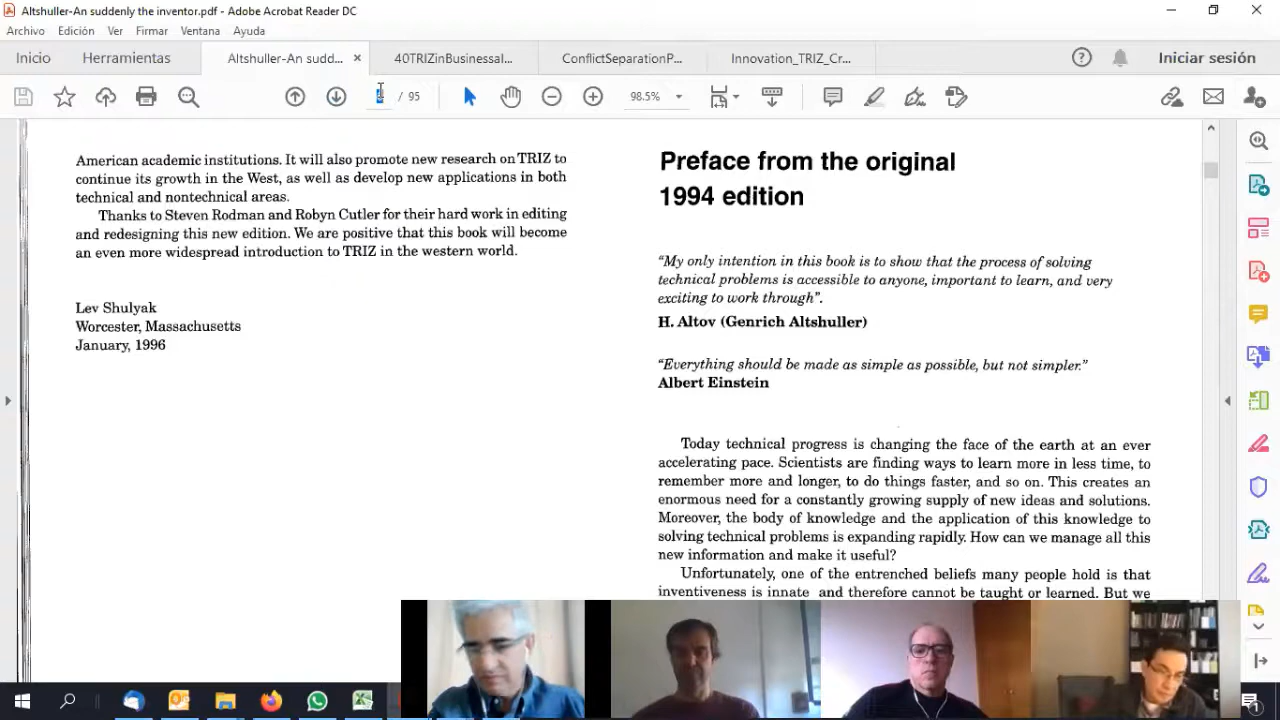 Altshuller-An suddenly the inventor.pdf - Adobe Acrobat Reader DC
Archivo Edición Ver Firmar Ventana Ayuda
Inicio Herramientas Altshuller-An sudd... × 40TRIZinBusinessal... ConflictSeparationP... Innovation_TRIZ_Cr... Iniciar sesión
/ 95 98.5%
American academic institutions. It will also promote new research on TRIZ to
continue its growth in the West, as well as develop new applications in both
technical and nontechnical areas.
Thanks to Steven Rodman and Robyn Cutler for their hard work in editing
and redesigning this new edition. We are positive that this book will become
an even more widespread introduction to TRIZ in the western world.
Lev Shulyak
Worcester, Massachusetts
January, 1996
Preface from the original
1994 edition
“My only intention in this book is to show that the process of solving
technical problems is accessible to anyone, important to learn, and very
exciting to work through”.
H. Altov (Genrich Altshuller)
“Everything should be made as simple as possible, but not simpler.”
Albert Einstein
Today technical progress is changing the face of the earth at an ever
accelerating pace. Scientists are finding ways to learn more in less time, to
remember more and longer, to do things faster, and so on. This creates an
enormous need for a constantly growing supply of new ideas and solutions.
Moreover, the body of knowledge and the application of this knowledge to
solving technical problems is expanding rapidly. How can we manage all this
new information and make it useful?
Unfortunately, one of the entrenched beliefs many people hold is that
inventiveness is innate and therefore cannot be taught or learned. But we